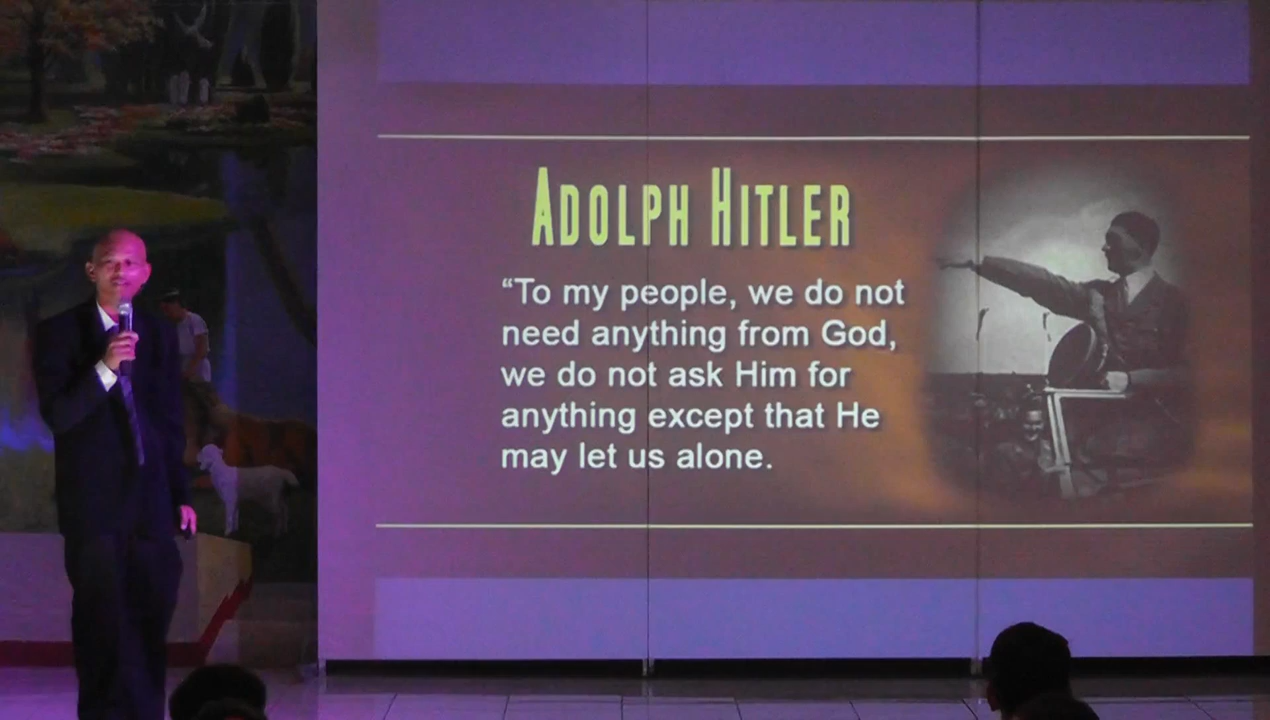 ADOLPH HITLER
“To my people, we do not
need anything from God,
we do not ask Him for
anything except that He
may let us alone.